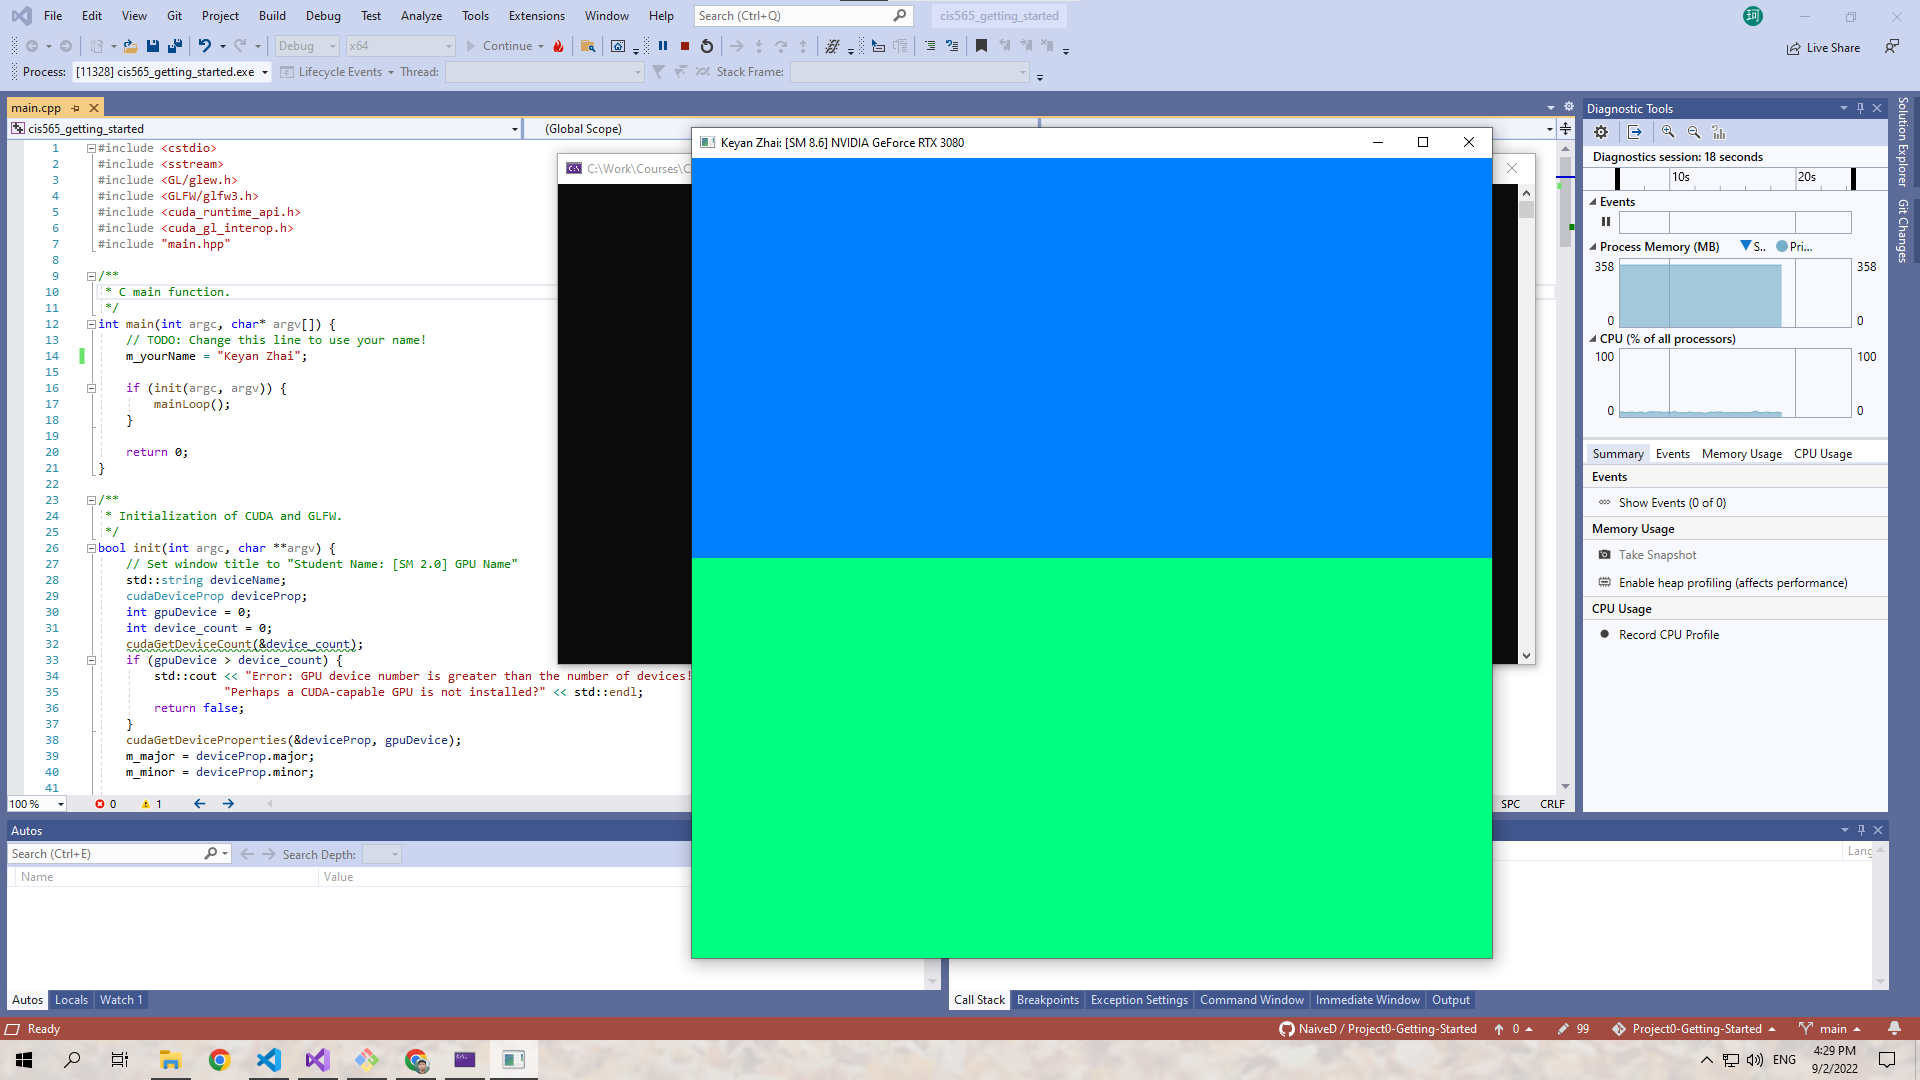 File Edit View Git Project Build Debug Test Analyze Tools Extensions Window Help Search (Ctrl+Q) cis565_getting_started 珂
Debug x64 Continue Live Share
Process: [11328] cis565_getting_started.exe Lifecycle Events Thread: Stack Frame:
main.cpp
cis565_getting_started (Global Scope)
1 #include <cstdio>
2 #include <sstream>
3 #include <GL/glew.h>
4 #include <GLFW/glfw3.h>
5 #include <cuda_runtime_api.h>
6 #include <cuda_gl_interop.h>
7 #include "main.hpp"
8
9 /**
10 * C main function.
11 */
12 int main(int argc, char* argv[]) {
13 // TODO: Change this line to use your name!
14 m_yourName = "Keyan Zhai";
15
16 if (init(argc, argv)) {
17 mainLoop();
18 }
19
20 return 0;
21 }
22
23 /**
24 * Initialization of CUDA and GLFW.
25 */
26 bool init(int argc, char **argv) {
27 // Set window title to "Student Name: [SM 2.0] GPU Name"
28 std::string deviceName;
29 cudaDeviceProp deviceProp;
30 int gpuDevice = 0;
31 int device_count = 0;
32 cudaGetDeviceCount(&device_count);
33 if (gpuDevice > device_count) {
34 std::cout << "Error: GPU device number is greater than the number of devices!
35 "Perhaps a CUDA-capable GPU is not installed?" << std::endl;
36 return false;
37 }
38 cudaGetDeviceProperties(&deviceProp, gpuDevice);
39 m_major = deviceProp.major;
40 m_minor = deviceProp.minor;
41
100 % 0 1 SPC CRLF
C:\Work\Courses\C
Keyan Zhai: [SM 8.6] NVIDIA GeForce RTX 3080
Diagnostic Tools
Diagnostics session: 18 seconds
10s 20s
Events
Process Memory (MB) S.. Pri...
358 358
0 0
CPU (% of all processors)
100 100
0 0
Summary Events Memory Usage CPU Usage
Events
Show Events (0 of 0)
Memory Usage
Take Snapshot
Enable heap profiling (affects performance)
CPU Usage
Record CPU Profile
Solution Explorer
Git Changes
Autos
Search (Ctrl+E) Search Depth:
Name Value
Lang
Autos Locals Watch 1
Call Stack Breakpoints Exception Settings Command Window Immediate Window Output
Ready NaiveD / Project0-Getting-Started 0 99 Project0-Getting-Started main
ENG 4:29 PM
9/2/2022